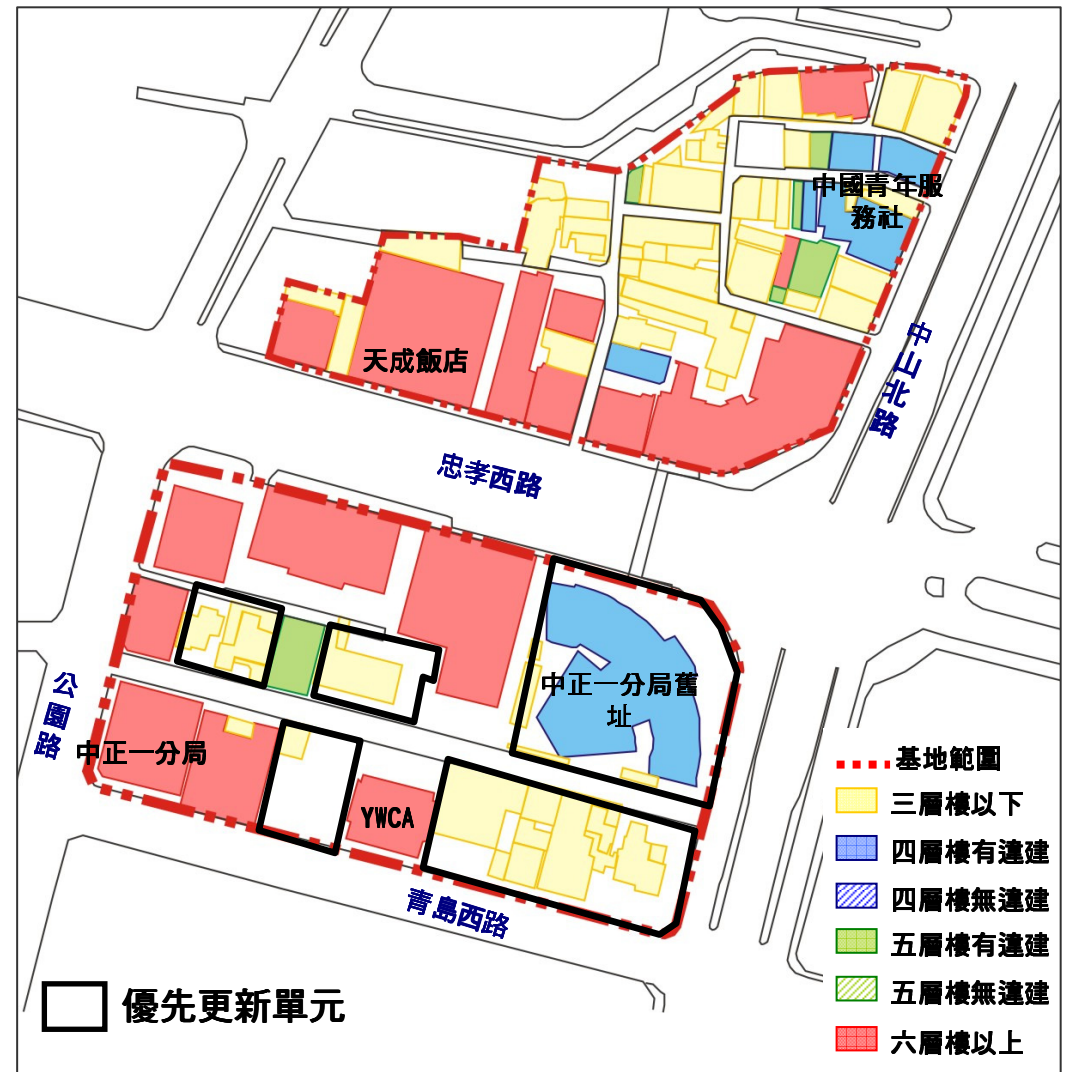 中國青年服
務社
天成飯店
中山北路
忠孝西路
中正一分局舊
址
公園路
中正一分局
YWCA
青島西路
基地範圍
三層樓以下
四層樓有違建
四層樓無違建
五層樓有違建
五層樓無違建
六層樓以上
優先更新單元